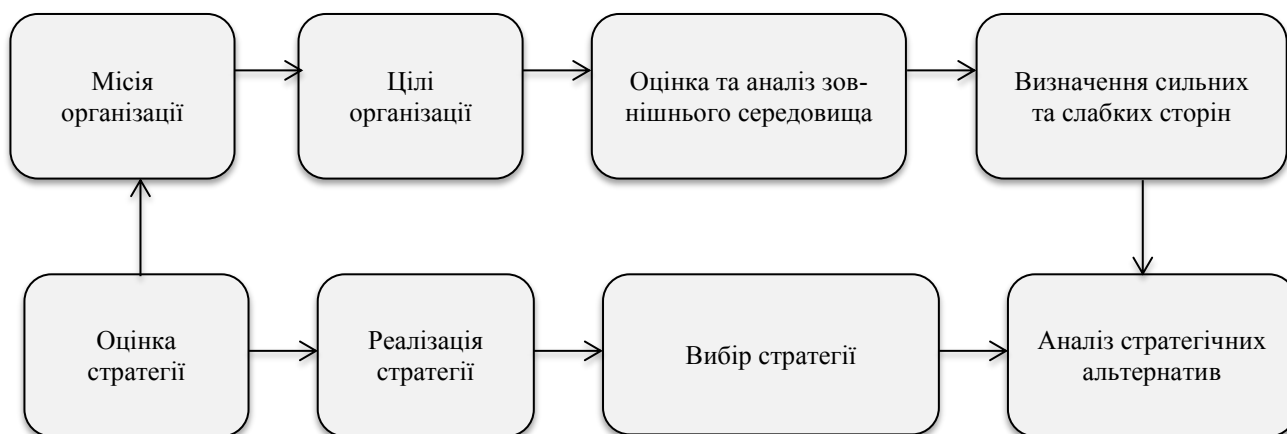 Місія
організації
Цілі
організації
Оцінка та аналіз зов-
нішнього середовища
Визначення сильних
та слабких сторін
Оцінка
стратегії
Реалізація
стратегії
Вибір стратегії
Аналіз стратегічних
альтернатив